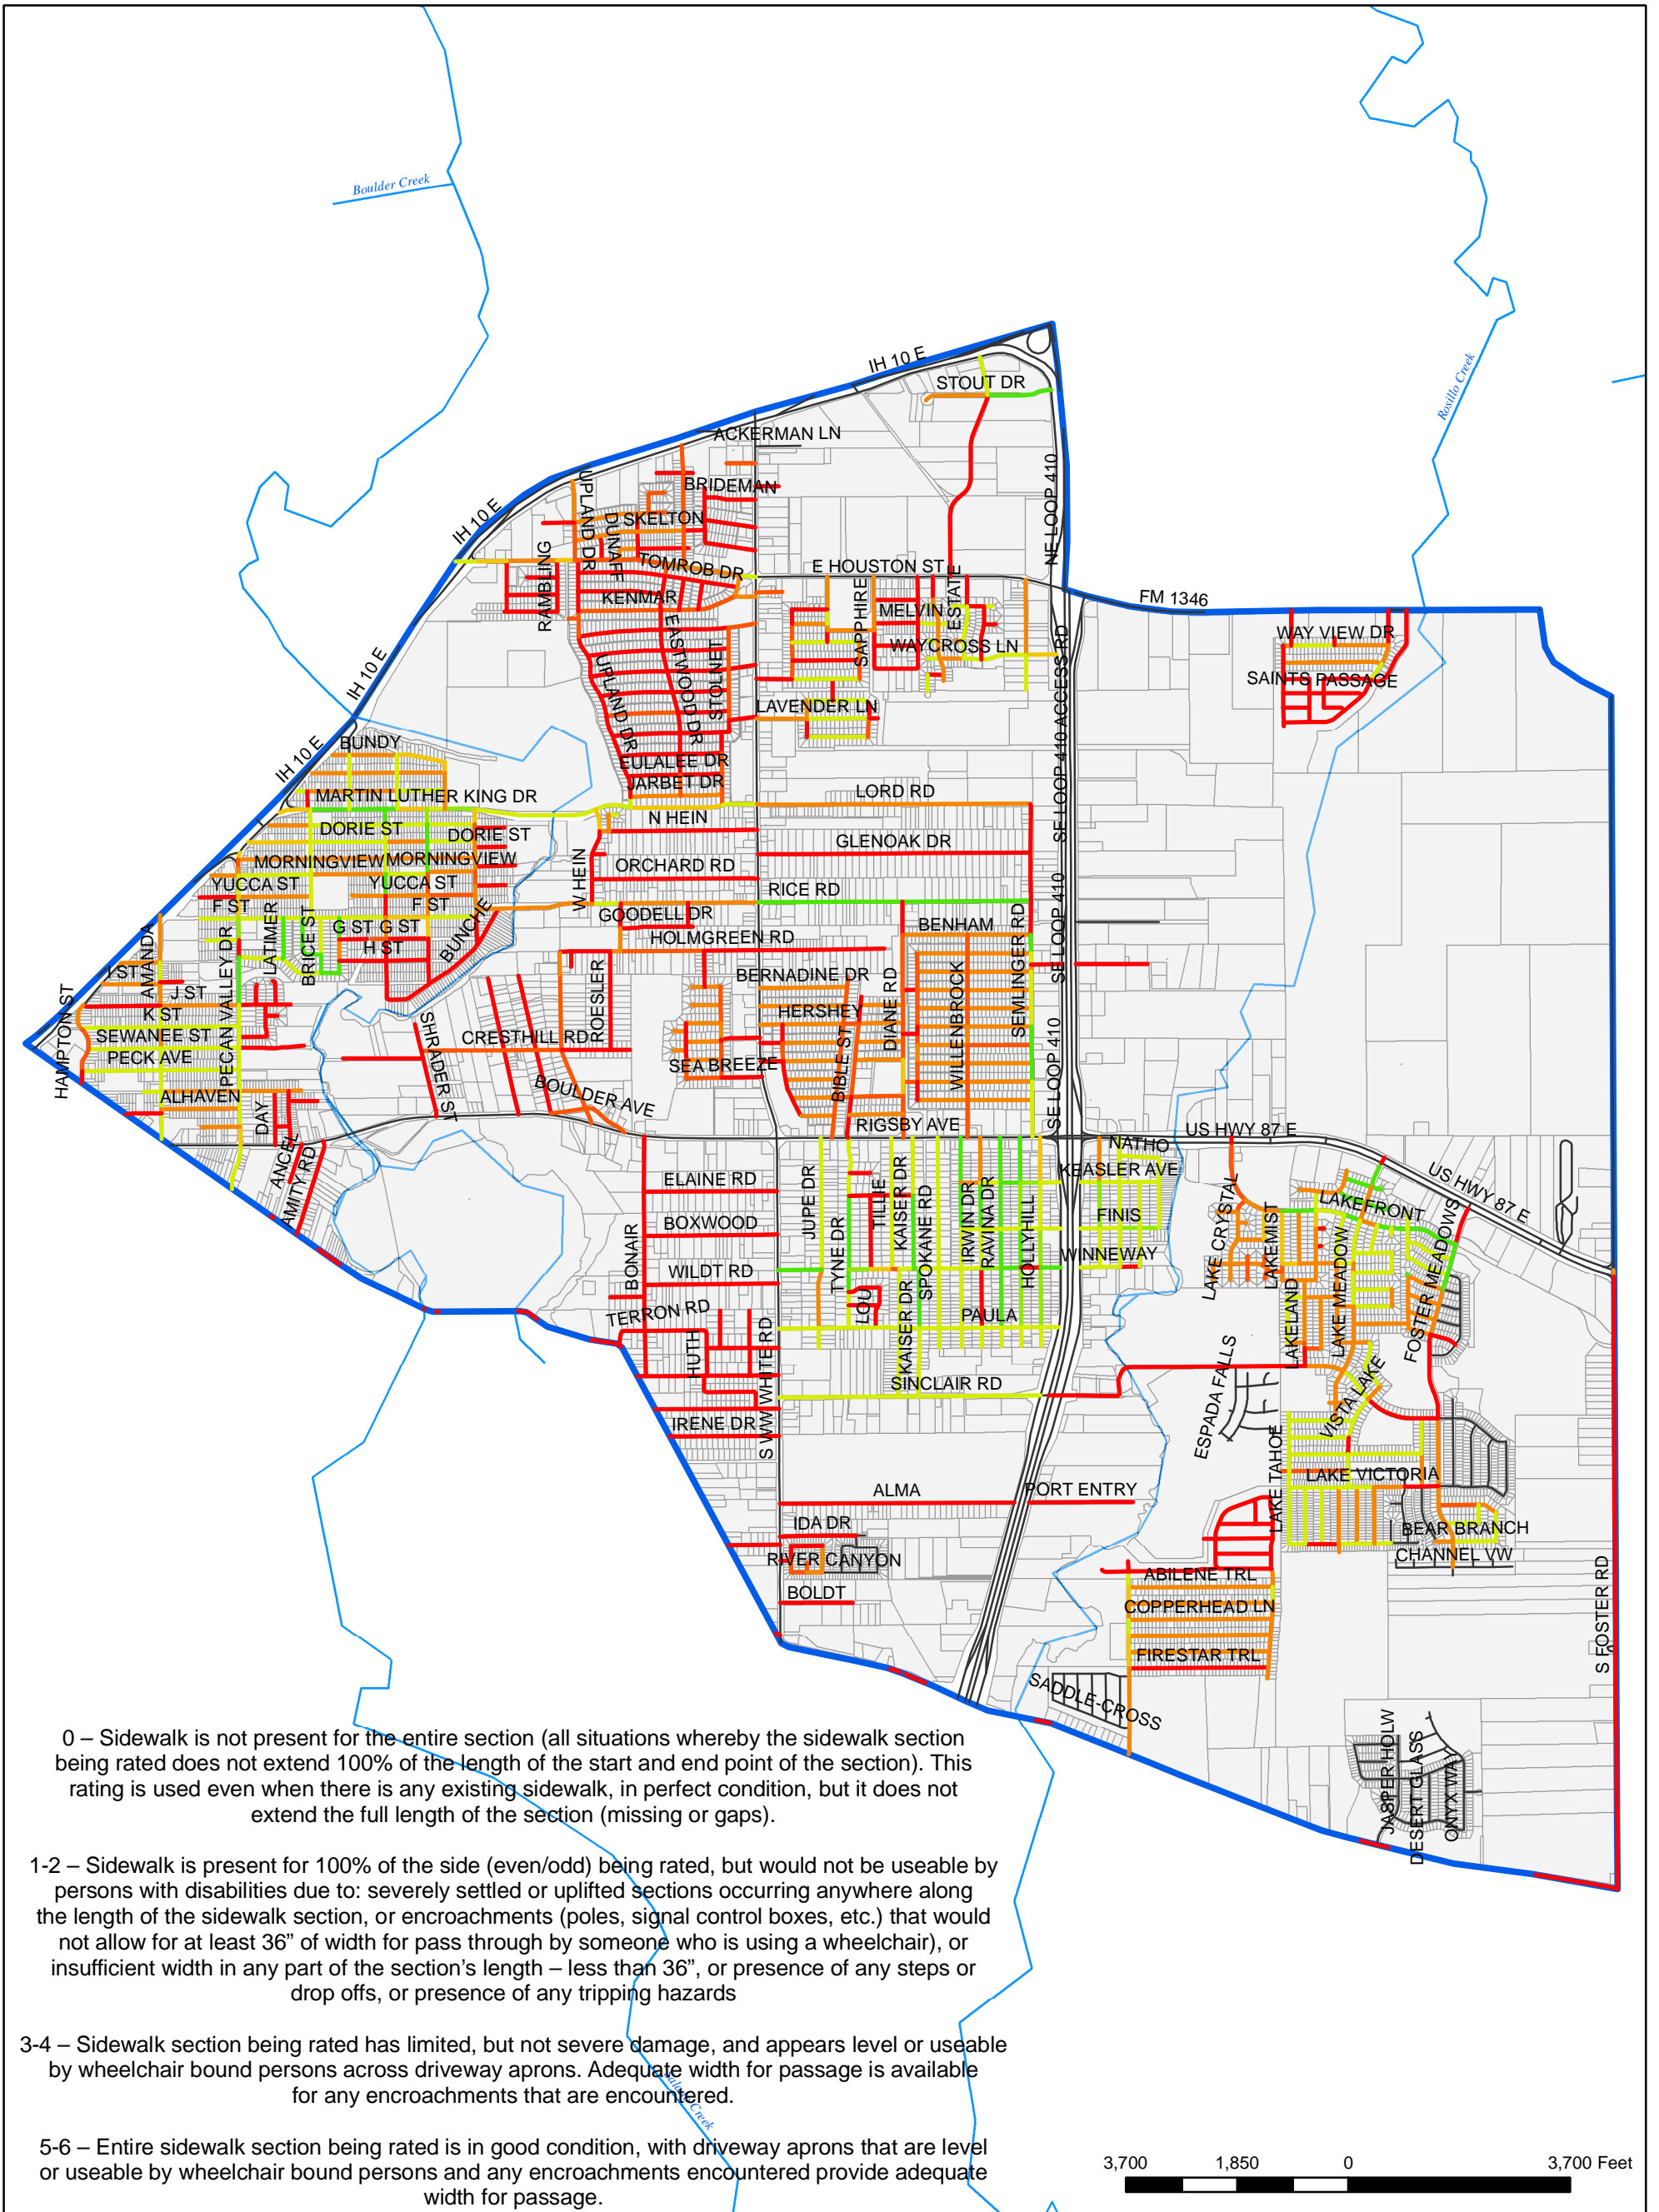 Boulder Creek
Rosillo Creek
IH 10 E
STOUT DR
ACKERMAN LN
UPLAND DR
BRIDEMAN
NE LOOP 410
DUNAFF
SKELTON
IH 10 E
RAMBLING
TOMROB DR
E HOUSTON ST
ESTATE
KENMAR
SAPPHIRE
MELVIN
FM 1346
EASTWOOD DR
WAYCROSS LN
WAY VIEW DR
IH 10 E
UPLAND DR
STOLNET
SE LOOP 410 ACCESS RD
SAINTS PASSAGE
LAVENDER LN
IH 10 E
BUNDY
EULALEE DR
JARBET DR
MARTIN LUTHER KING DR
LORD RD
N HEIN
DORIE ST
DORIE ST
GLENOAK DR
SE LOOP 410
MORNINGVIEW
MORNINGVIEW
ORCHARD RD
W HEIN
YUCCA ST
YUCCA ST
RICE RD
F ST
F ST
GOODELL DR
LATIMER
BRICE ST
G ST
G ST
BENHAM
SEMLINGER RD
SE LOOP 410
AMANDA
H ST
BUNCHE
HOLMGREEN RD
PECAN VALLEY DR
I ST
J ST
BERNADINE DR
ROESLER
DIANE RD
WILLENBROCK
HAMPTON ST
K ST
HERSHEY
SEWANEE ST
SHRADER ST
CRESTHILL RD
BIBLE ST
SE LOOP 410
PECK AVE
SEA BREEZE
ALHAVEN
DAY
BOULDER AVE
RIGSBY AVE
US HWY 87 E
ANCEL
NATHO
AMITY RD
ELAINE RD
JUPE DR
TILLIE
KAISER DR
KEASLER AVE
US HWY 87 E
SPOKANE RD
IRWIN DR
RAVINA DR
HOLLYHILL
LAKE CRYSTAL
LAKEMIST
LAKEFRONT
BOXWOOD
FINIS
FOSTER MEADOWS
BONAIR
TYNE DR
WINNEWAY
LAKE MEADOW
WILDT RD
LAKELAND
TERRON RD
LOU
KAISER DR
PAULA
HUTH
S WW WHITE RD
ESPADA FALLS
VISTA LAKE
SINCLAIR RD
IRENE DR
LAKE TAHOE
LAKE VICTORIA
ALMA
PORT ENTRY
IDA DR
BEAR BRANCH
RIVER CANYON
CHANNEL VW
BOLDT
ABILENE TRL
COPPERHEAD LN
S FOSTER RD
FIRESTAR TRL
SADDLE-CROSS
JASPER HOLW
DESERT GLASS
ONYX WAY
0 – Sidewalk is not present for the entire section (all situations whereby the sidewalk section
being rated does not extend 100% of the length of the start and end point of the section). This
rating is used even when there is any existing sidewalk, in perfect condition, but it does not
extend the full length of the section (missing or gaps).
1-2 – Sidewalk is present for 100% of the side (even/odd) being rated, but would not be useable by
persons with disabilities due to: severely settled or uplifted sections occurring anywhere along
the length of the sidewalk section, or encroachments (poles, signal control boxes, etc.) that would
not allow for at least 36” of width for pass through by someone who is using a wheelchair), or
insufficient width in any part of the section’s length – less than 36”, or presence of any steps or
drop offs, or presence of any tripping hazards
3-4 – Sidewalk section being rated has limited, but not severe damage, and appears level or useable
by wheelchair bound persons across driveway aprons. Adequate width for passage is available
for any encroachments that are encountered.
Creek
5-6 – Entire sidewalk section being rated is in good condition, with driveway aprons that are level
or useable by wheelchair bound persons and any encroachments encountered provide adequate
width for passage.
3,700 1,850 0 3,700 Feet